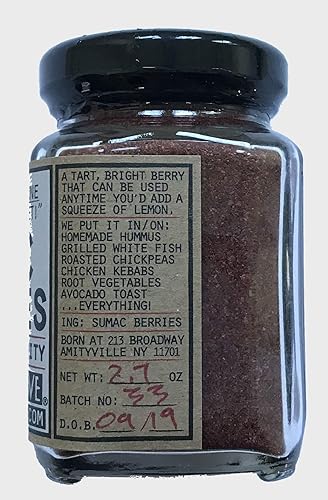 A TART, BRIGHT BERRY
THAT CAN BE USED
ANYTIME YOU'D ADD A
SQUEEZE OF LEMON.
WE PUT IT IN/ON:
HOMEMADE HUMMUS
GRILLED WHITE FISH
ROASTED CHICKPEAS
CHICKEN KEBABS
ROOT VEGETABLES
AVOCADO TOAST
...EVERYTHING!
ING: SUMAC BERRIES
BORN AT 213 BROADWAY
AMITYVILLE NY 11701
NET WT: 2.7 OZ
BATCH NO: 33
D.O.B. 09/19
CITY
.COM